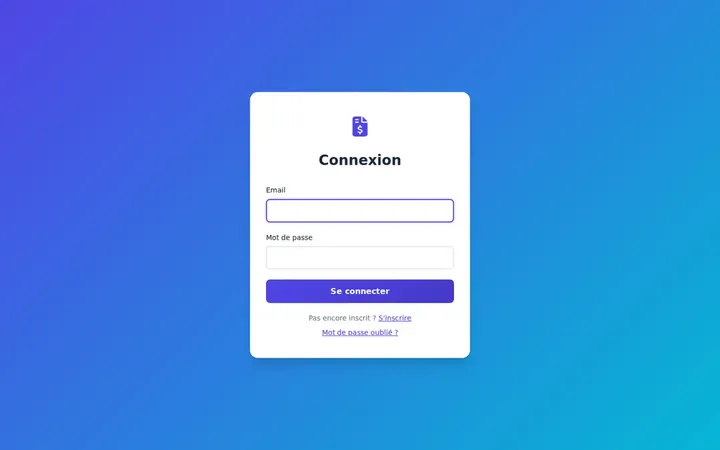 Connexion
Email
Mot de passe
Se connecter
Pas encore inscrit ? S'inscrire
Mot de passe oublié ?